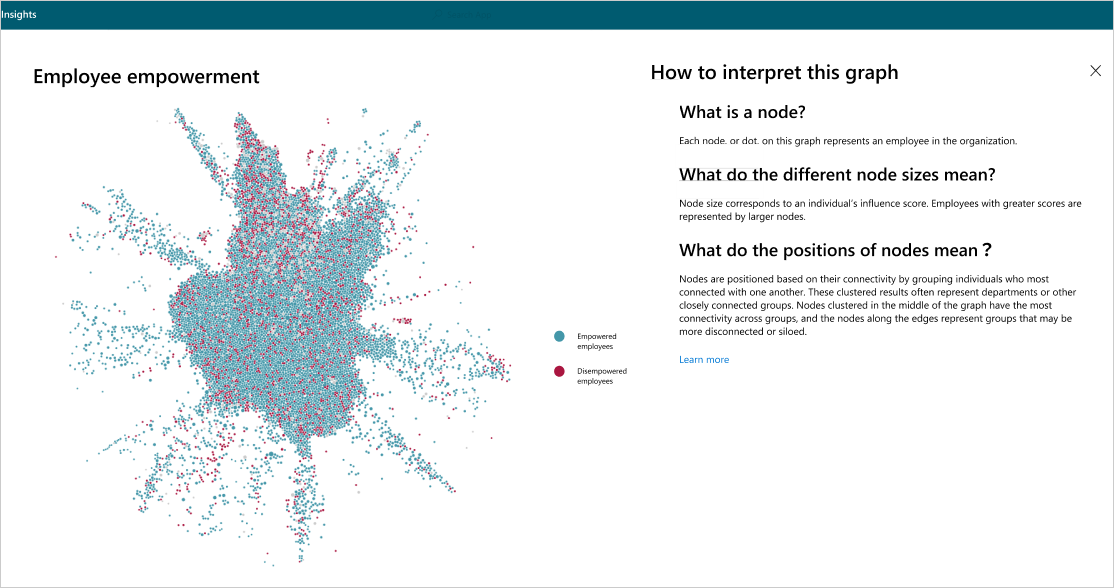 Insights
Employee empowerment
Empowered
employees
Disempowered
employees
How to interpret this graph
What is a node?
Each node. or dot. on this graph represents an employee in the organization.
What do the different node sizes mean?
Node size corresponds to an individual's influence score. Employees with greater scores are
represented by larger nodes.
What do the positions of nodes mean ?
Nodes are positioned based on their connectivity by grouping individuals who most
connected with one another. These clustered results often represent departments or other
closely connected groups. Nodes clustered in the middle of the graph have the most
connectivity across groups, and the nodes along the edges represent groups that may be
more disconnected or siloed.
Learn more